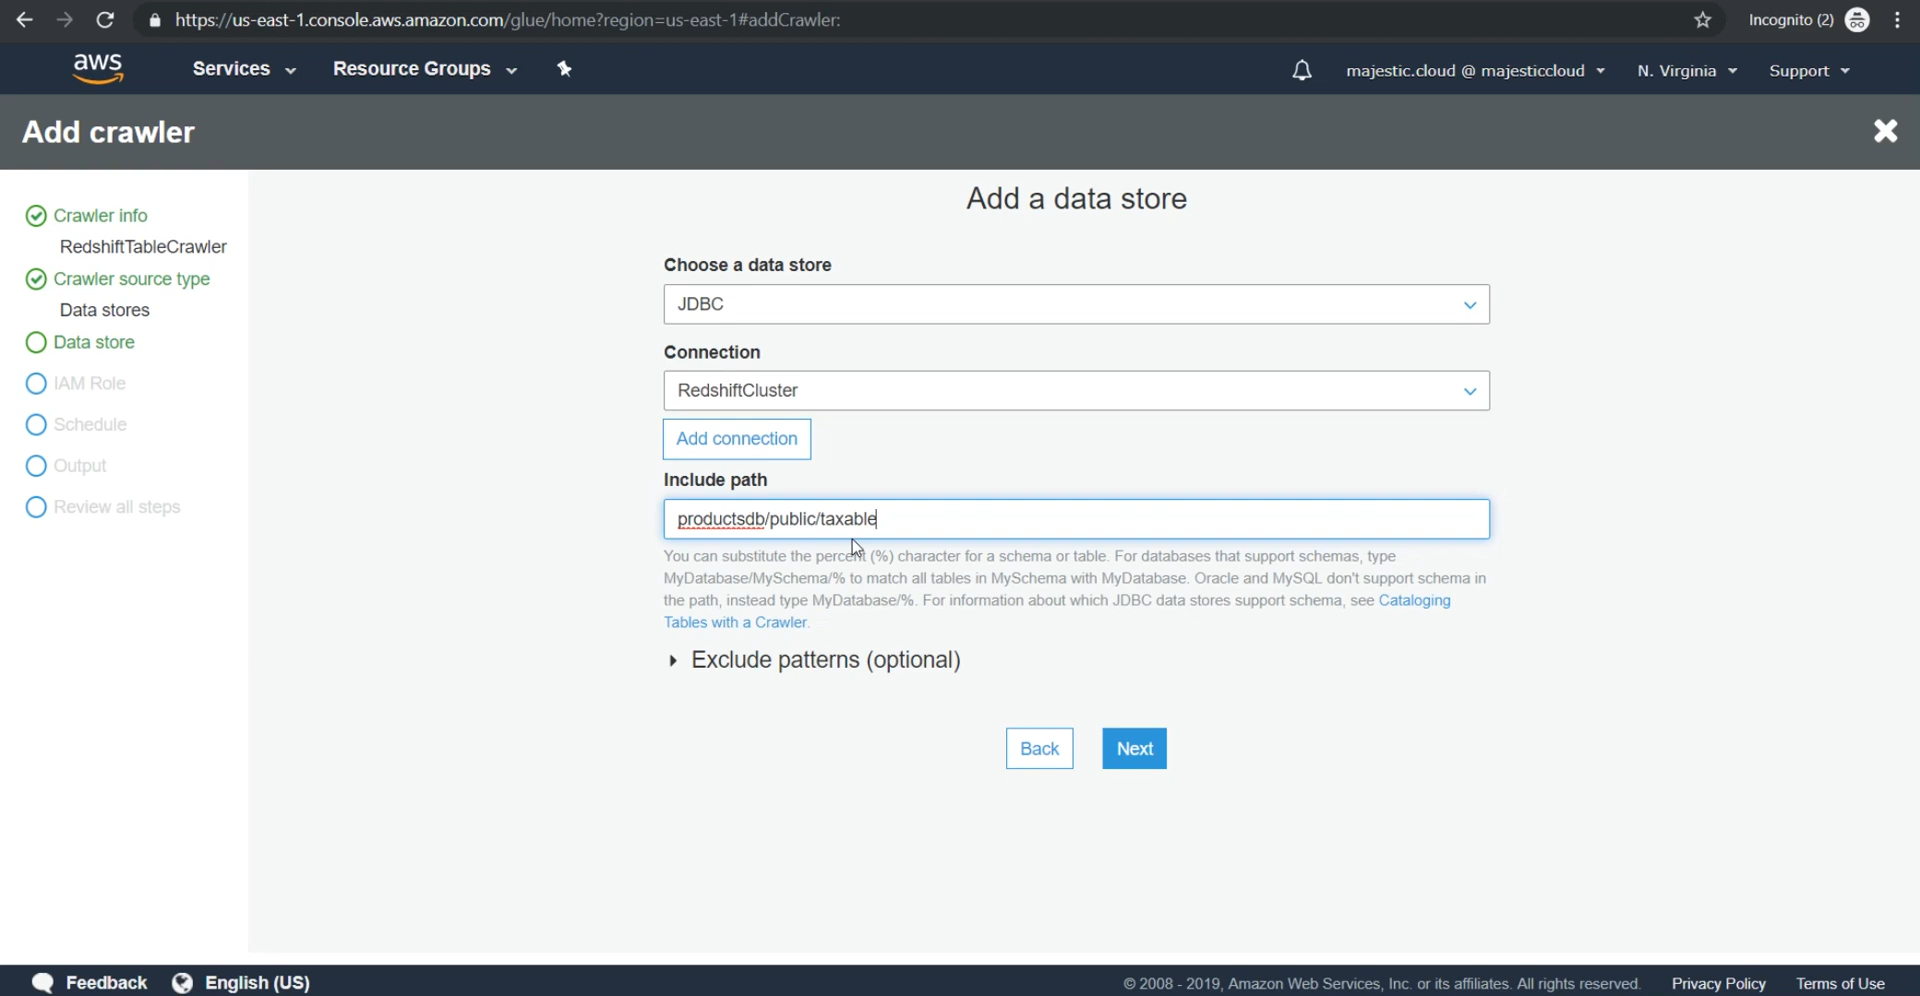 https://us-east-1.console.aws.amazon.com/glue/home?region=us-east-1#addCrawler:
Incognito (2)
aws
Services
Resource Groups
majestic.cloud @ majesticcloud
N. Virginia
Support
Add crawler
Crawler info
RedshiftTableCrawler
Crawler source type
Data stores
Data store
IAM Role
Schedule
Output
Review all steps
Add a data store
Choose a data store
JDBC
Connection
RedshiftCluster
Add connection
Include path
productsdb/public/taxable
You can substitute the percent (%) character for a schema or table. For databases that support schemas, type
MyDatabase/MySchema/% to match all tables in MySchema with MyDatabase. Oracle and MySQL don't support schema in
the path, instead type MyDatabase/%. For information about which JDBC data stores support schema, see Cataloging
Tables with a Crawler.
Exclude patterns (optional)
Back
Next
Feedback
English (US)
© 2008 - 2019, Amazon Web Services, Inc. or its affiliates. All rights reserved.
Privacy Policy
Terms of Use